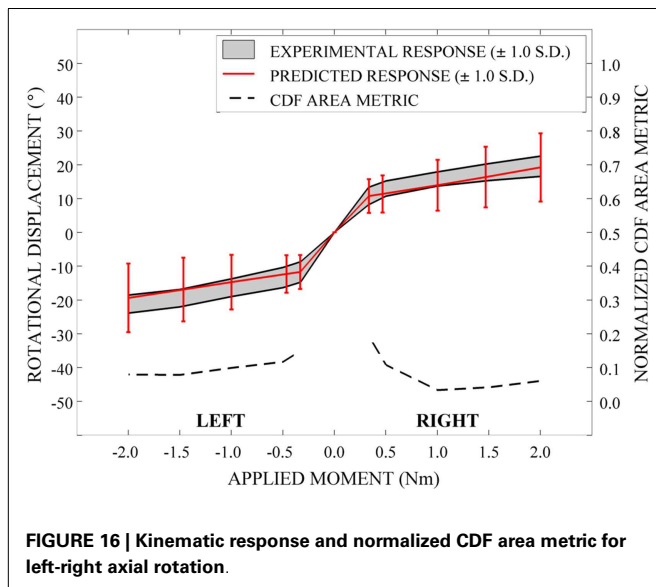 EXPERIMENTAL RESPONSE (± 1.0 S.D.)
PREDICTED RESPONSE (± 1.0 S.D.)
CDF AREA METRIC
ROTATIONAL DISPLACEMENT (°)
50
40
30
20
10
0
-10
-20
-30
-40
-50
1.0
0.9
0.8
0.7
0.6
0.5
0.4
0.3
0.2
0.1
0.0
NORMALIZED CDF AREA METRIC
LEFT RIGHT
-2.0 -1.5 -1.0 -0.5 0.0 0.5 1.0 1.5 2.0
APPLIED MOMENT (Nm)
FIGURE 16 | Kinematic response and normalized CDF area metric for
left-right axial rotation.